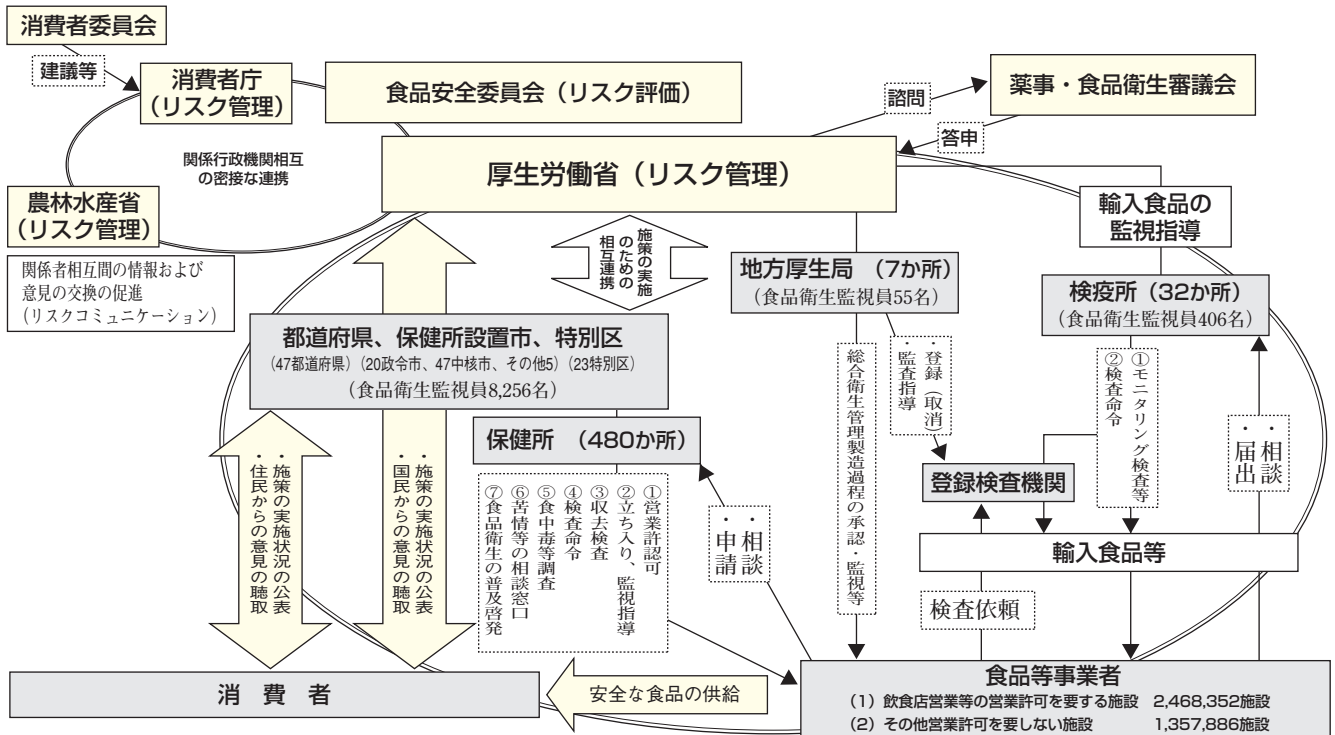 消費者委員会
建議等
消費者庁
（リスク管理）
食品安全委員会（リスク評価）
諮問
薬事・食品衛生審議会
答申
関係行政機関相互
の密接な連携
厚生労働省（リスク管理）
農林水産省
（リスク管理）
輸入食品の
監視指導
関係者相互間の情報および
意見の交換の促進
（リスクコミュニケーション）
施策の実施
のための
相互連携
地方厚生局　（7か所）
（食品衛生監視員55名）
検疫所（32か所）
（食品衛生監視員406名）
都道府県、保健所設置市、特別区
（47都道府県）（20政令市、47中核市、その他5）（23特別区）
（食品衛生監視員8,256名）
保健所　（480か所）
・施策の実施状況の公表
・住民からの意見の聴取
・施策の実施状況の公表
・国民からの意見の聴取
①営業許認可
②立ち入り、監視指導
③収去検査
④検査命令
⑤食中毒等調査
⑥苦情等の相談窓口
⑦食品衛生の普及啓発
・相談
・申請
総合衛生管理製造過程の承認・監視等
・登録（取消）
・監査指導
①モニタリング検査等
②検査命令
・相談
・届出
登録検査機関
輸入食品等
検査依頼
消費者
安全な食品の供給
食品等事業者
（1）飲食店営業等の営業許可を要する施設　2,468,352施設
（2）その他営業許可を要しない施設　1,357,886施設